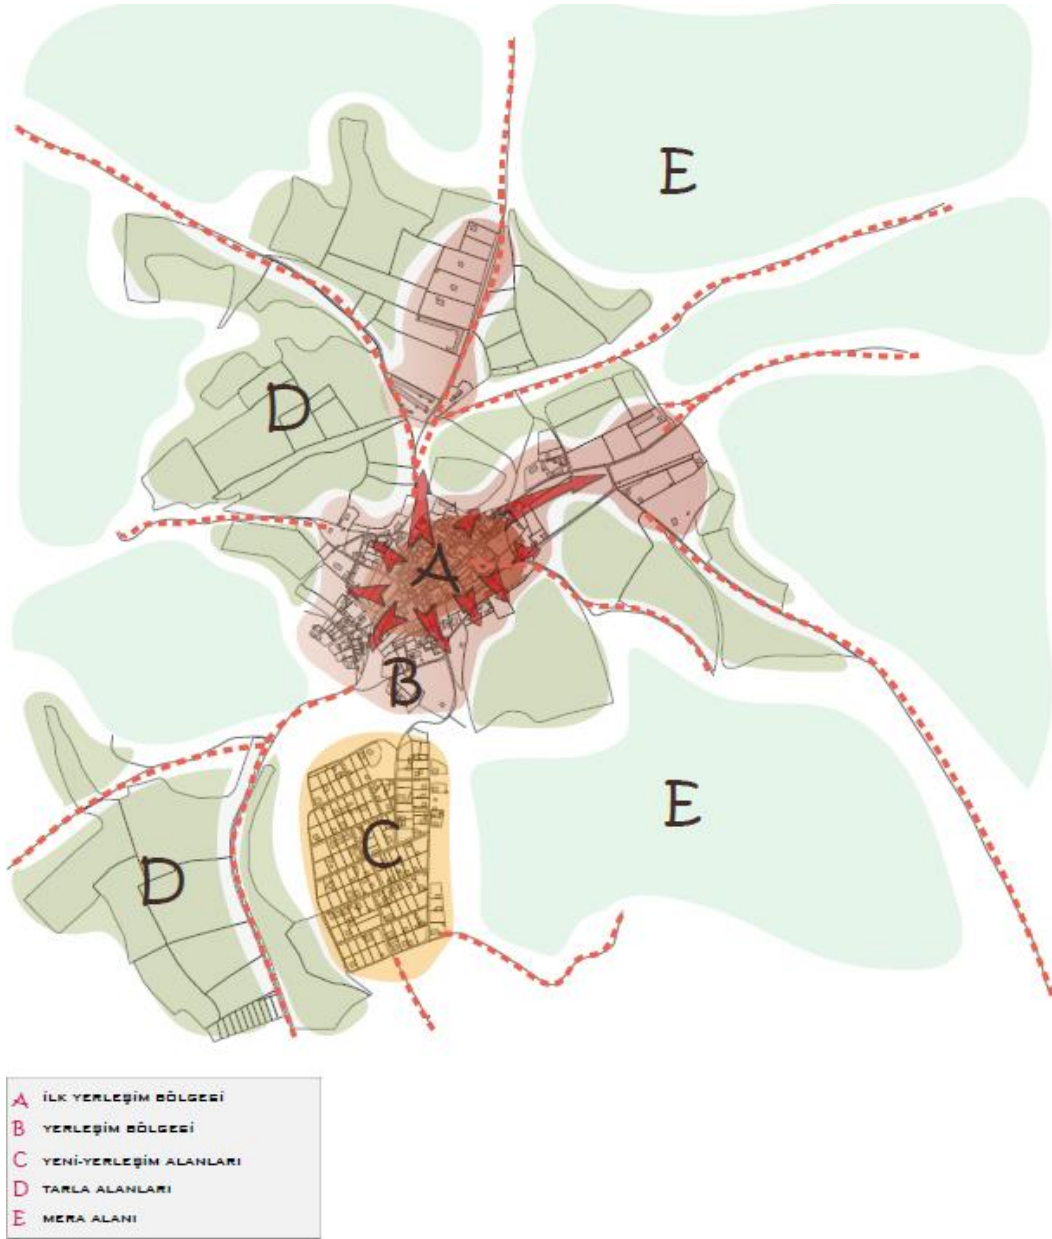 E
D
A
B
C
E
D
A İLK YERLEŞİM BÖLGESİ
B YERLEŞİM BÖLGESİ
C YENİ-YERLEŞİM ALANLARI
D TARLA ALANLARI
E MERA ALANI